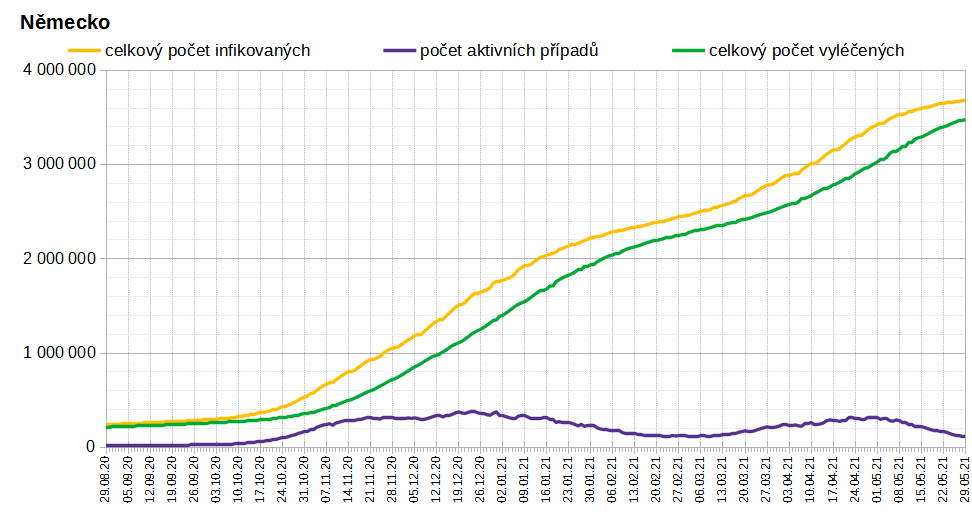 Německo
celkový počet infikovaných počet aktivních případů celkový počet vyléčených
4 000 000
3 000 000
2 000 000
1 000 000
0
29.08.20 05.09.20 12.09.20 19.09.20 26.09.20 03.10.20 10.10.20 17.10.20 24.10.20 31.10.20 07.11.20 14.11.20 21.11.20 28.11.20 05.12.20 12.12.20 19.12.20 26.12.20 02.01.21 09.01.21 16.01.21 23.01.21 30.01.21 06.02.21 13.02.21 20.02.21 27.02.21 06.03.21 13.03.21 20.03.21 27.03.21 03.04.21 10.04.21 17.04.21 24.04.21 01.05.21 08.05.21 15.05.21 22.05.21 29.05.21